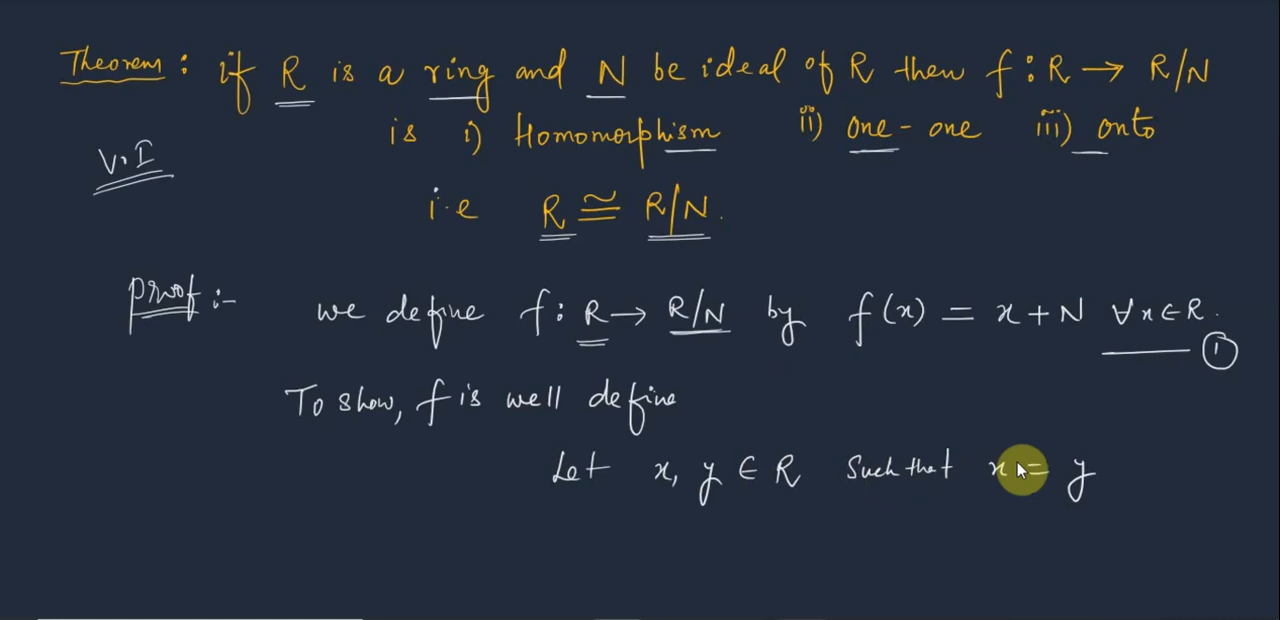 Theorem : if R is a ring and N be ideal of R then f : R → R/N
is i) Homomorphism ii) one-one iii) onto
V.I
i.e R ≅ R/N.
Proof :- we define f : R → R/N by f(x) = x + N ∀ x ∈ R. ①
To show, f is well define
Let x, y ∈ R such that x = y